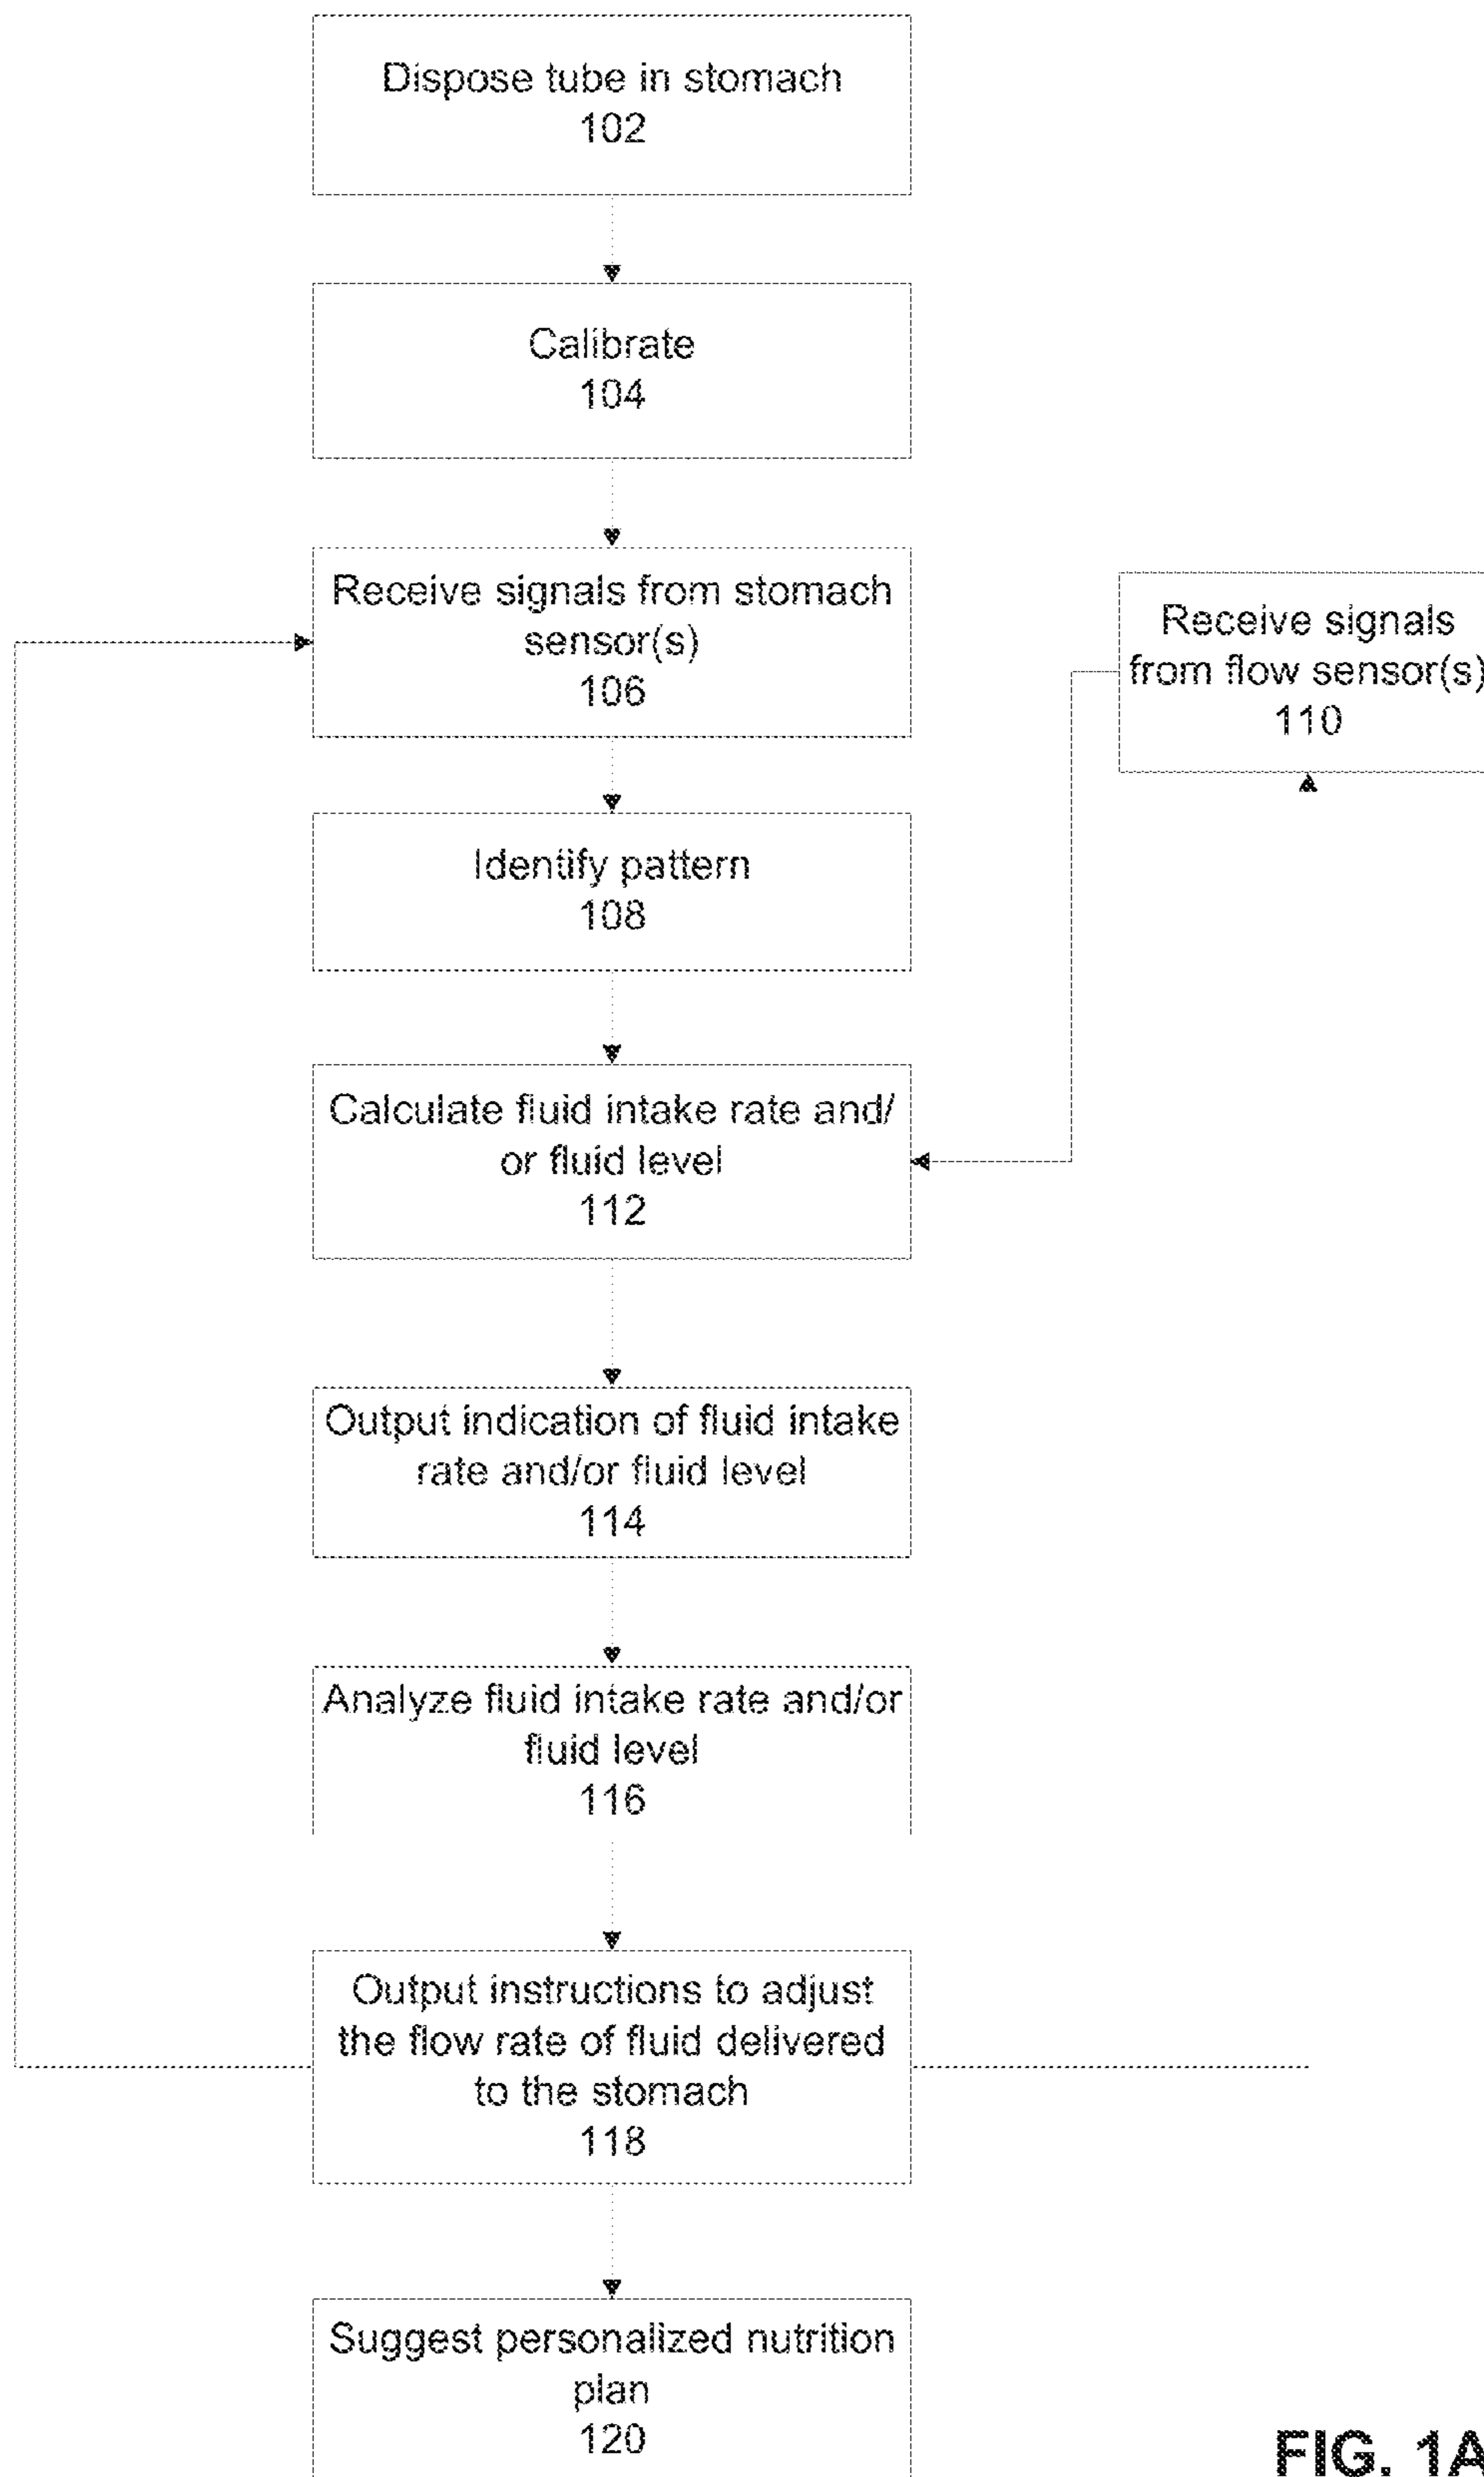 Dispose tube in stomach
102
Calibrate
104
Receive signals from stomach
sensor(s)
106
Receive signals
from flow sensor(s)
110
Identify pattern
108
Calculate fluid intake rate and/
or fluid level
112
Output indication of fluid intake
rate and/or fluid level
114
Analyze fluid intake rate and/or
fluid level
116
Output instructions to adjust
the flow rate of fluid delivered
to the stomach
118
Suggest personalized nutrition
plan
120
FIG. 1A